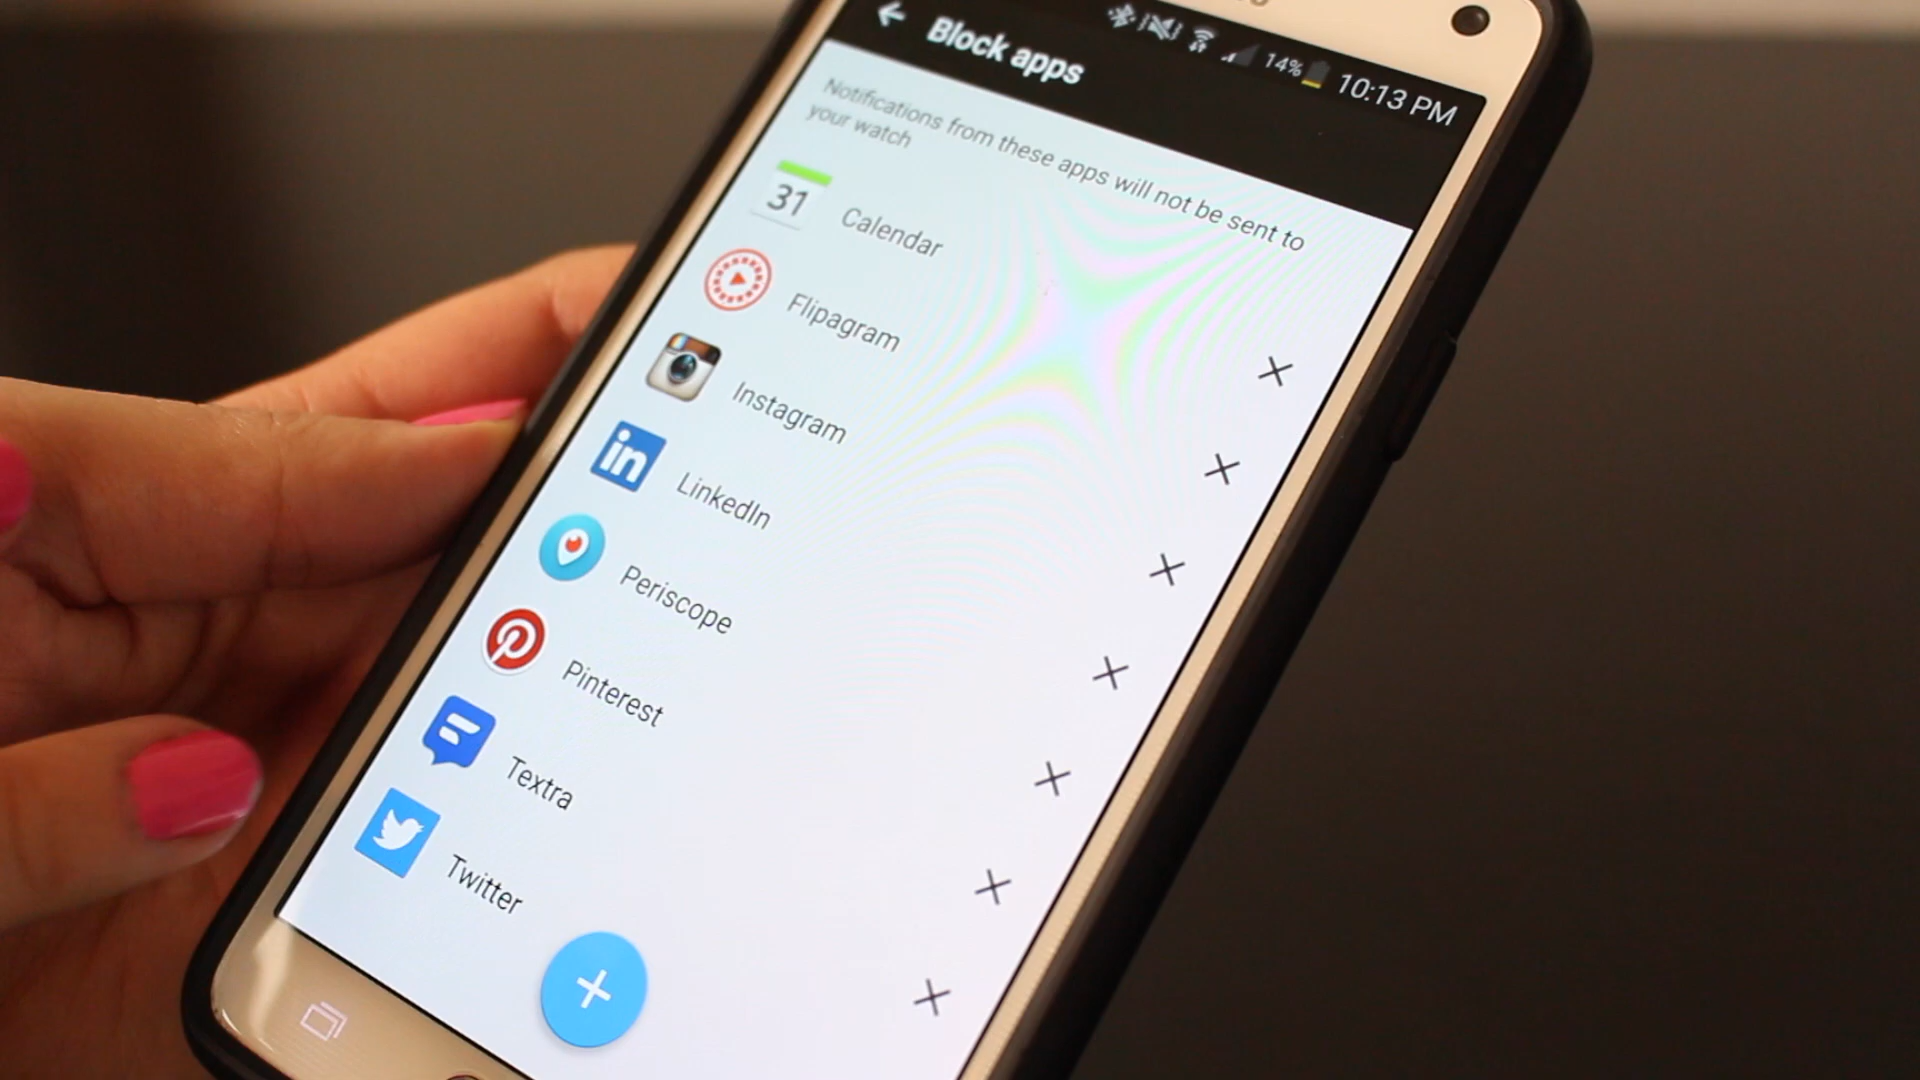 Block apps
14% 10:13 PM
Notifications from these apps will not be sent to
your watch
31 Calendar
Flipagram
Instagram
in LinkedIn
Periscope
Pinterest
Textra
Twitter